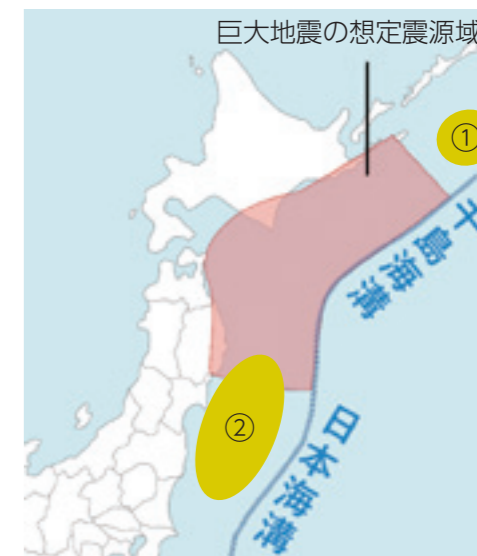 巨大地震の想定震源域
①
千島海溝
②
日本海溝